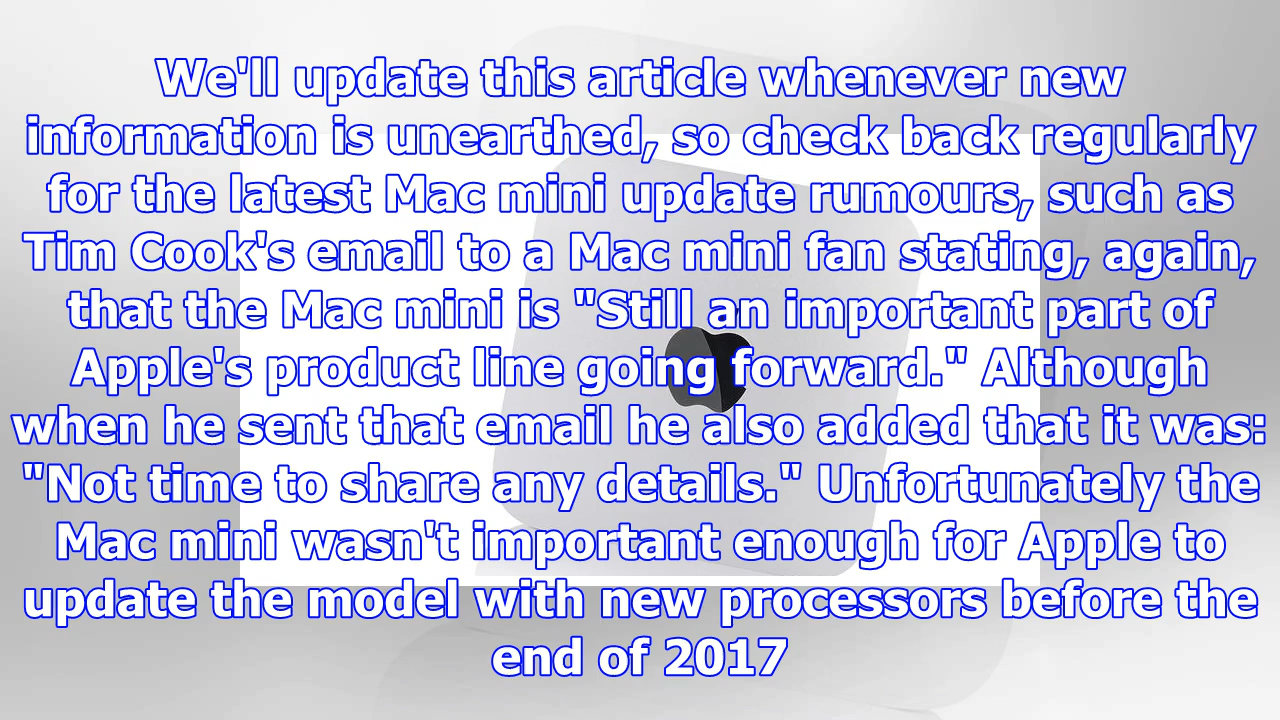 We'll update this article whenever new
information is unearthed, so check back regularly
for the latest Mac mini update rumours, such as
Tim Cook's email to a Mac mini fan stating, again,
that the Mac mini is "Still an important part of
Apple's product line going forward." Although
when he sent that email he also added that it was:
"Not time to share any details." Unfortunately the
Mac mini wasn't important enough for Apple to
update the model with new processors before the
end of 2017